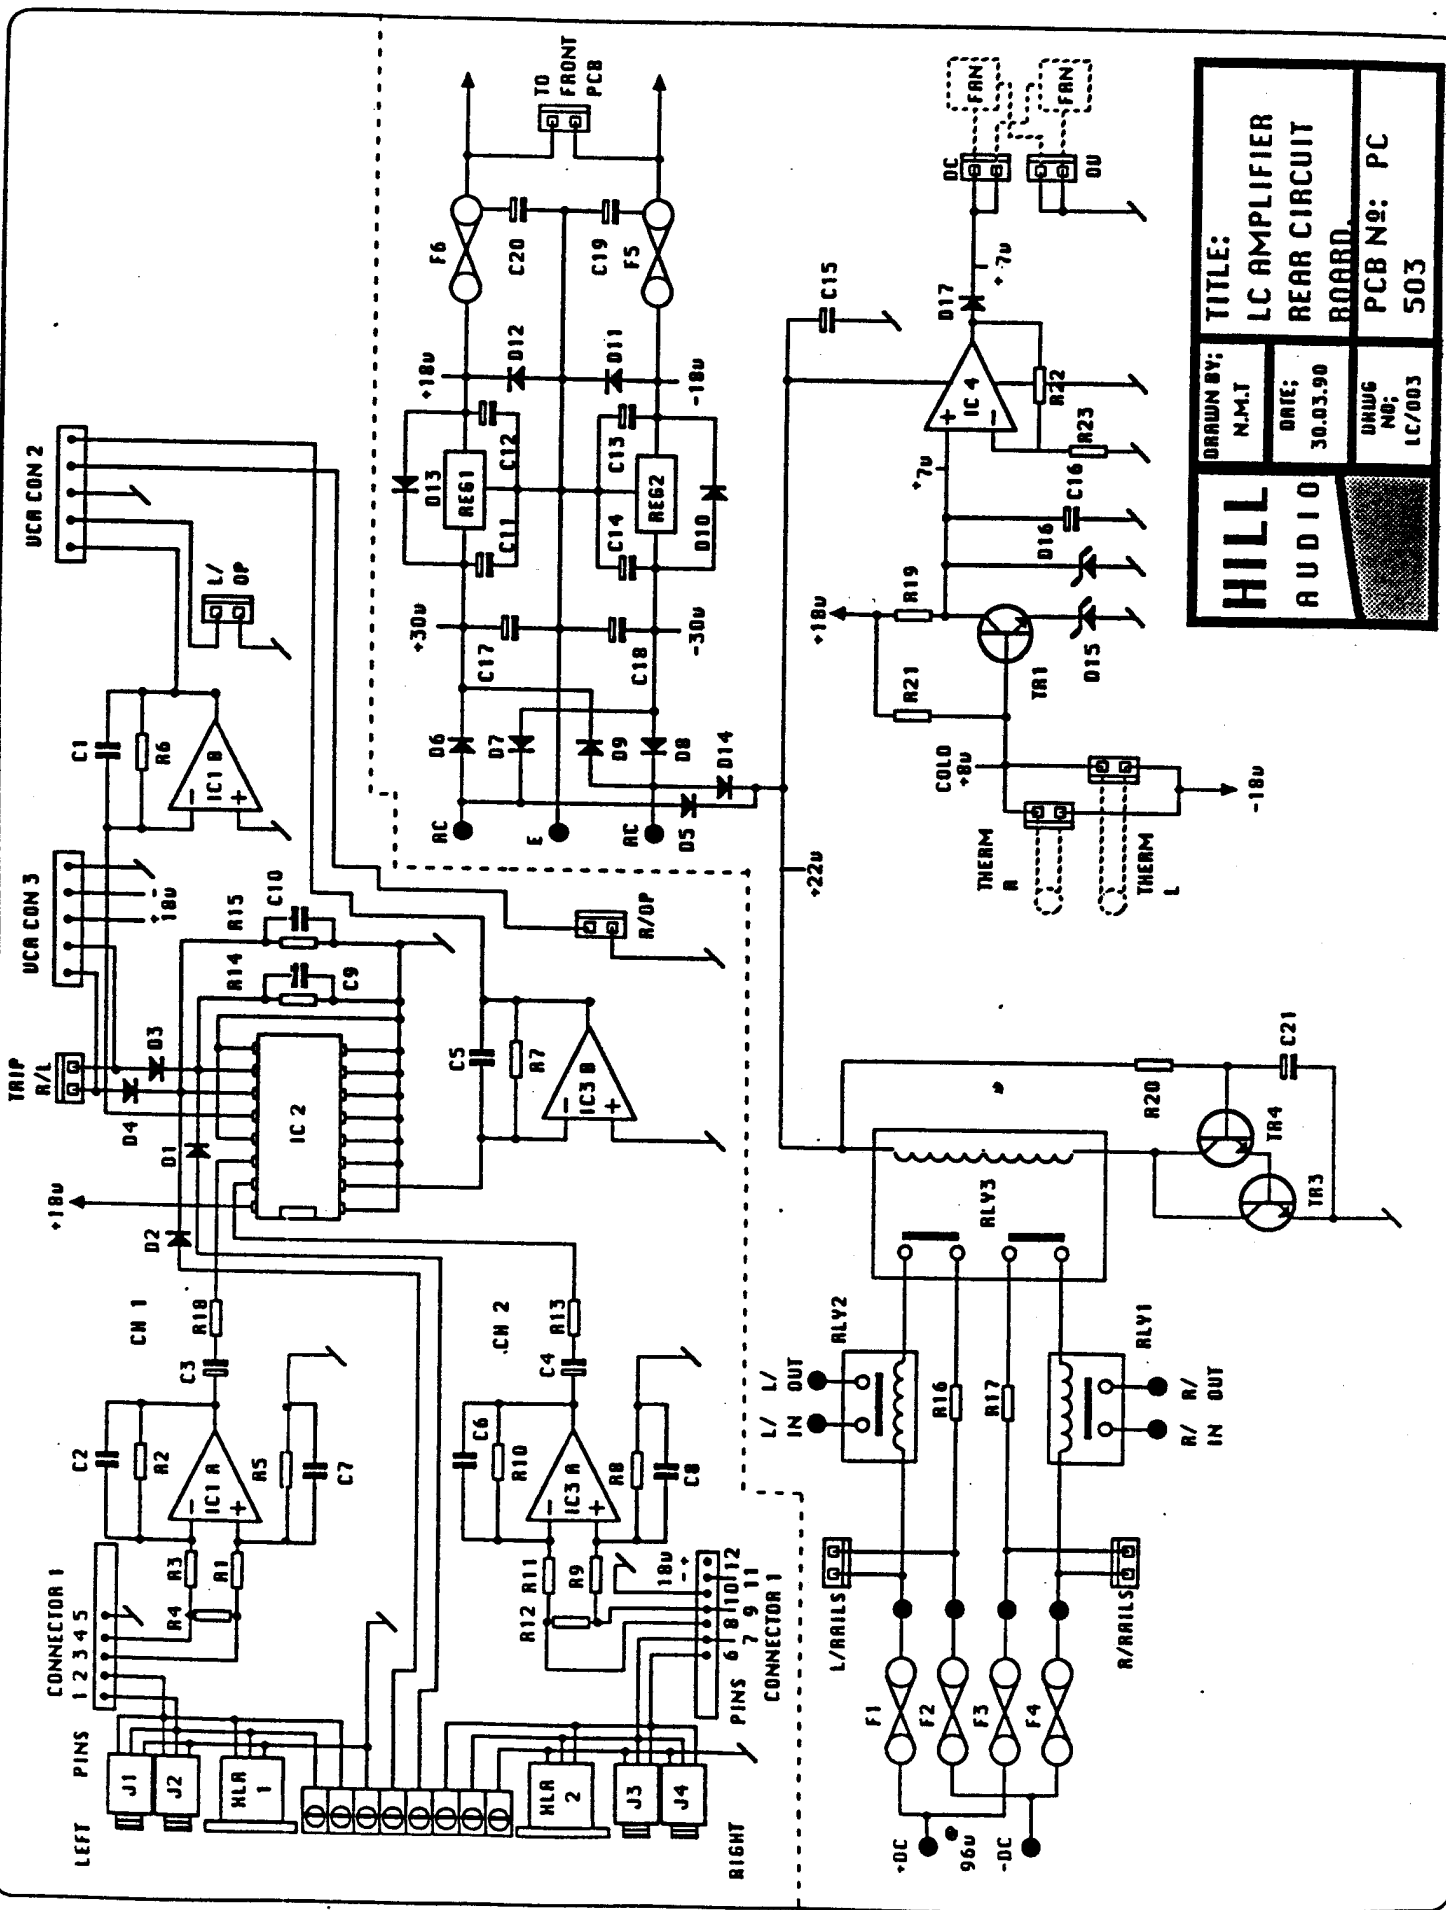 LEFT
PINS
CONNECTOR 1
1 2 3 4 5
J1
J2
XLR
1
R4
R3
R1
C2
R2
IC1 A
R5
C7
C3
R18
CH 1
D2
+18v
D1
D4
D3
TRIP
R/L
VCA CON 3
+ -
18v
IC 2
R14
C9
R15
C10
C1
R6
IC1 B
L/
OP
VCA CON 2
RIGHT
PINS
CONNECTOR 1
6 7 8 9 10 11 12
18v
- +
XLR
2
J3
J4
R12
R11
R9
C6
R10
IC3 A
R8
C8
C4
R13
CH 2
C5
R7
IC3 B
R/OP
AC
E
AC
D6
D7
D9
D8
D5
D14
+30v
-30v
C17
C18
D13
REG1
C11
C12
C14
C13
REG2
D10
+18v
-18v
D12
D11
F6
F5
C20
C19
TO
FRONT
PCB
+DC
@
96v
-DC
F1
F2
F3
F4
L/RAILS
R/RAILS
L/
IN
L/
OUT
RLY2
R16
R17
RLY1
R/
IN
R/
OUT
RLY3
R20
C21
TR4
TR3
+22v
THERM
R
THERM
L
COLD
+8v
-18v
R21
+18v
R19
TR1
D15
D16
C16
+7v
IC 4
R23
R22
C15
D17
+7v
DC
0V
FAN
FAN
HILL
AUDIO
DRAWN BY:
N.M.T
DATE:
30.03.90
DRWG
NO:
LC/003
TITLE:
LC AMPLIFIER
REAR CIRCUIT
BOARD.
PCB Nº: PC
503